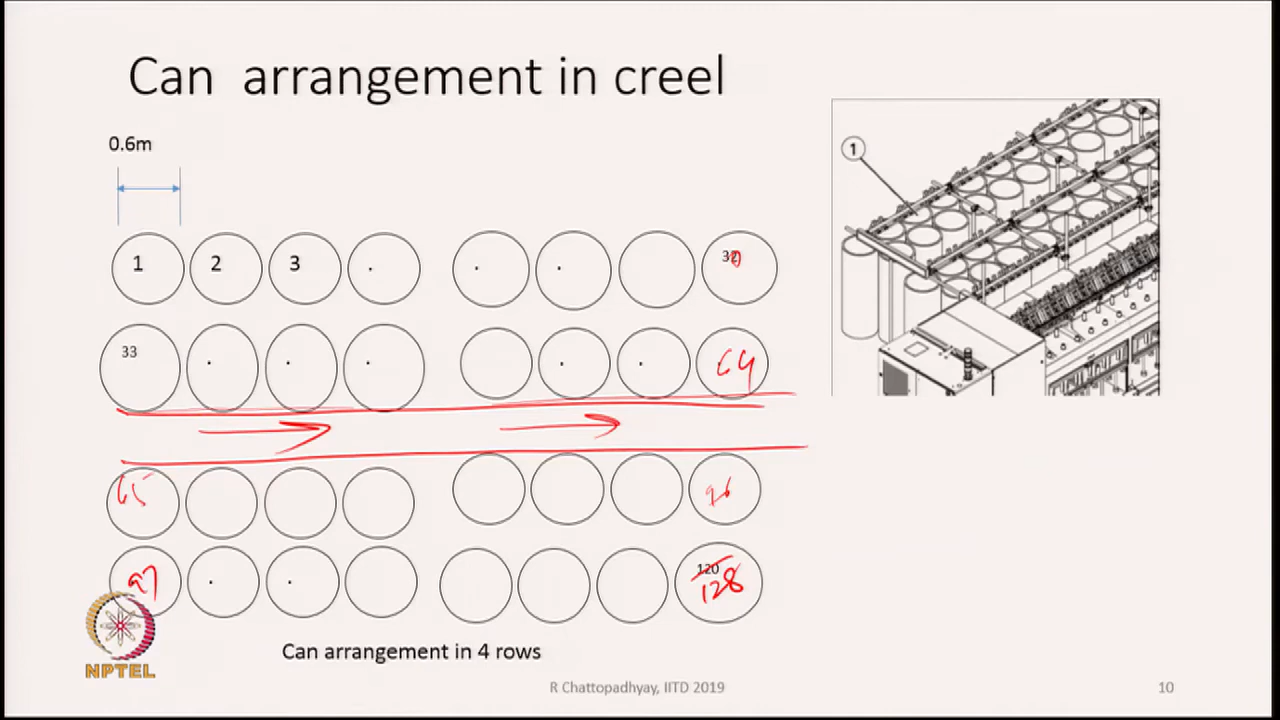 Can arrangement in creel
0.6m
1
1 2 3 . . . 32
33 . . . . . 64
65 96
97 . . 120 128
NPTEL
Can arrangement in 4 rows
R Chattopadhyay, IITD 2019 10